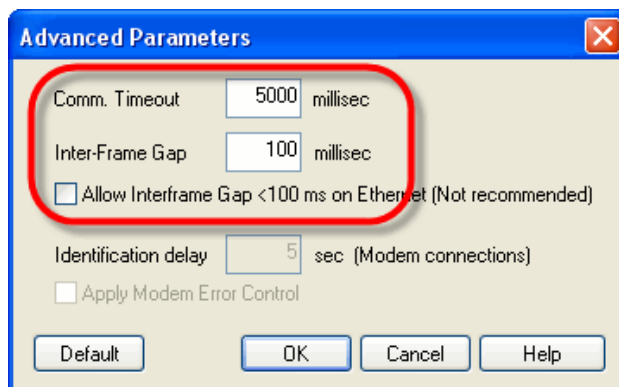 Advanced Parameters
Comm. Timeout 5000 millisec
Inter-Frame Gap 100 millisec
Allow Interframe Gap <100 ms on Ethernet (Not recommended)
Identification delay 5 sec (Modem connections)
Apply Modem Error Control
Default OK Cancel Help